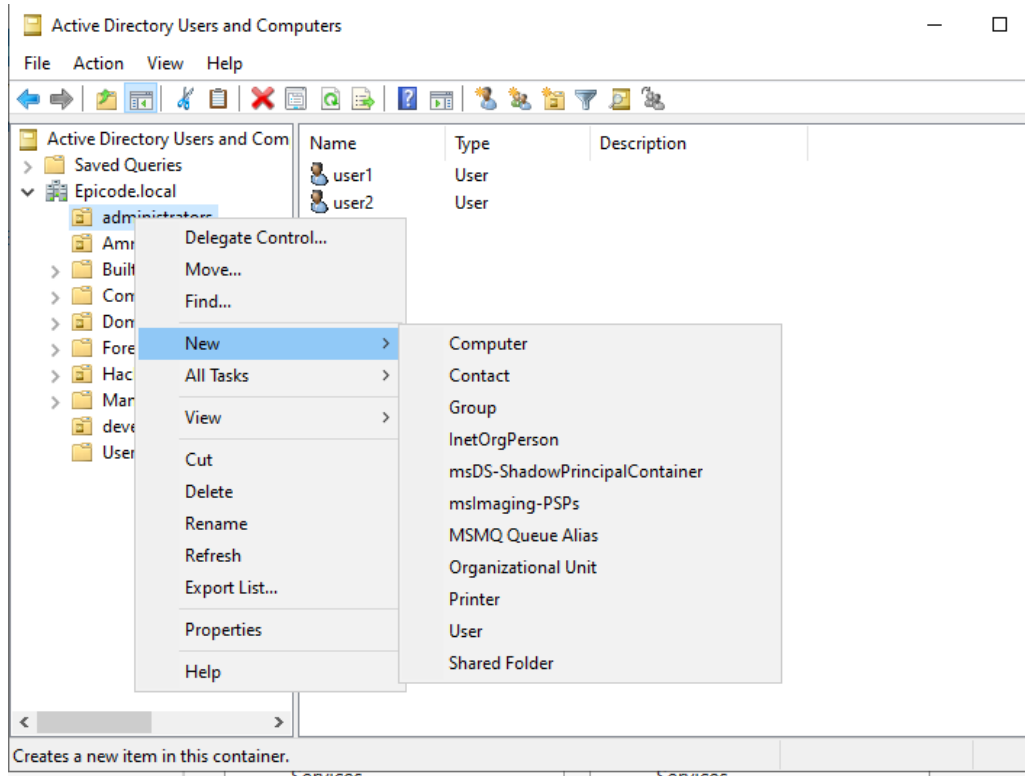 Active Directory Users and Computers
File Action View Help
Active Directory Users and Com
Name Type Description
Saved Queries
user1 User
Epicode.local
user2 User
administrators
Delegate Control...
Move...
Find...
New
All Tasks
View
Cut
Delete
Rename
Refresh
Export List...
Properties
Help
Computer
Contact
Group
InetOrgPerson
msDS-ShadowPrincipalContainer
msImaging-PSPs
MSMQ Queue Alias
Organizational Unit
Printer
User
Shared Folder
Amr
Built
Com
Dom
Fore
Hac
Man
deve
User
Creates a new item in this container.